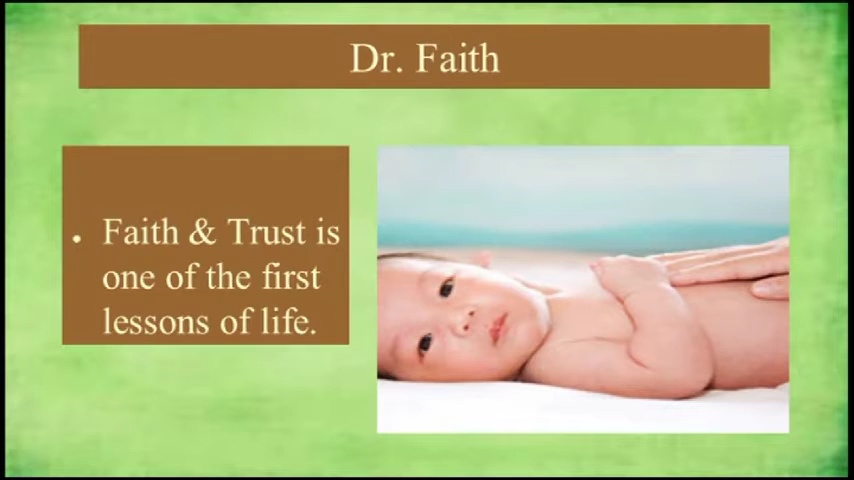 Dr. Faith
• Faith & Trust is
one of the first
lessons of life.